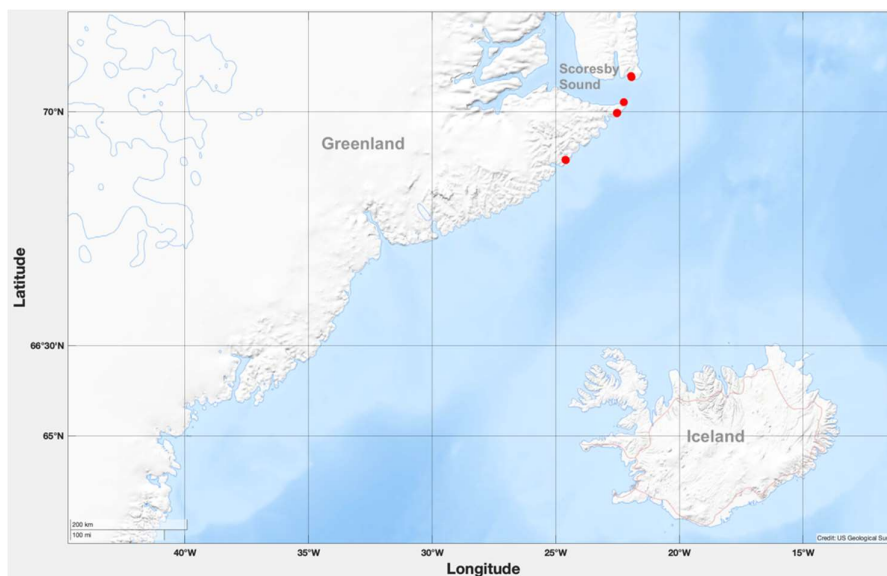 Scoresby
Sound
70°N
Greenland
Latitude
66°30'N
65°N
Iceland
200 km
100 mi
Credit: US Geological Su
40°W
35°W
30°W
25°W
20°W
15°W
Longitude